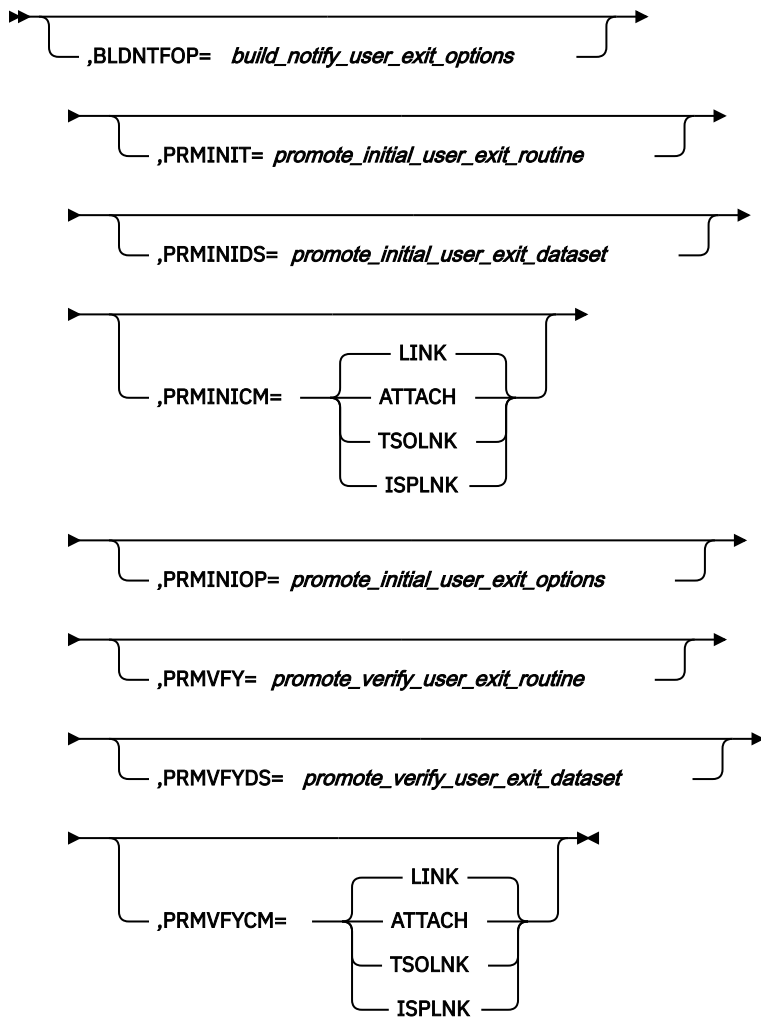 ,BLDNTFOP= build_notify_user_exit_options
,PRMINIT= promote_initial_user_exit_routine
,PRMINIDS= promote_initial_user_exit_dataset
LINK
,PRMINICM= ATTACH
TSOLNK
ISPLNK
,PRMINIOP= promote_initial_user_exit_options
,PRMVFY= promote_verify_user_exit_routine
,PRMVFYDS= promote_verify_user_exit_dataset
LINK
,PRMVFYCM= ATTACH
TSOLNK
ISPLNK